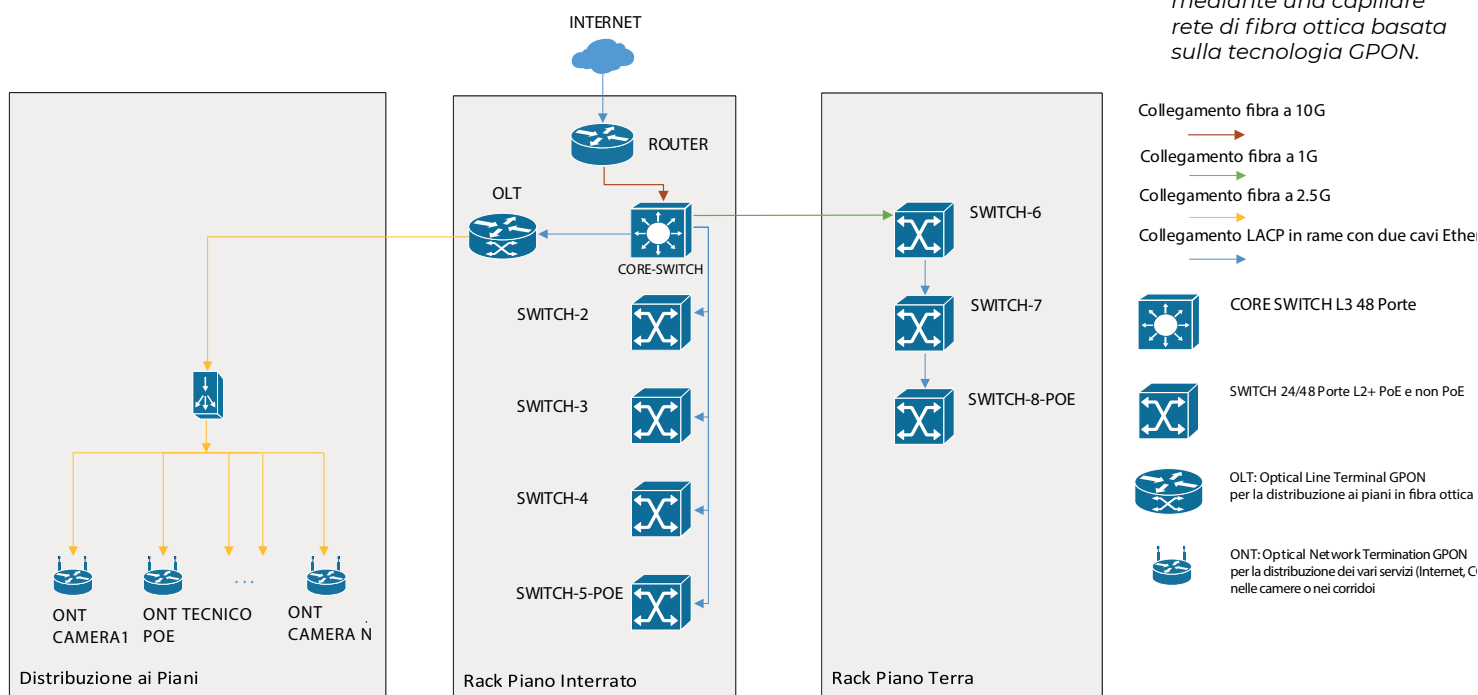 mediante una capillare
rete di fibra ottica basata
sulla tecnologia GPON.
INTERNET
ROUTER
OLT
CORE-SWITCH
SWITCH-2
SWITCH-3
SWITCH-4
SWITCH-5-POE
SWITCH-6
SWITCH-7
SWITCH-8-POE
ONT
CAMERA1
ONT TECNICO
POE
...
ONT
CAMERA N
Distribuzione ai Piani
Rack Piano Interrato
Rack Piano Terra
Collegamento fibra a 10G
Collegamento fibra a 1G
Collegamento fibra a 2.5G
Collegamento LACP in rame con due cavi Ether
CORE SWITCH L3 48 Porte
SWITCH 24/48 Porte L2+ PoE e non PoE
OLT: Optical Line Terminal GPON
per la distribuzione ai piani in fibra ottica
ONT: Optical Network Termination GPON
per la distribuzione dei vari servizi (Internet,
nelle camere o nei corridoi